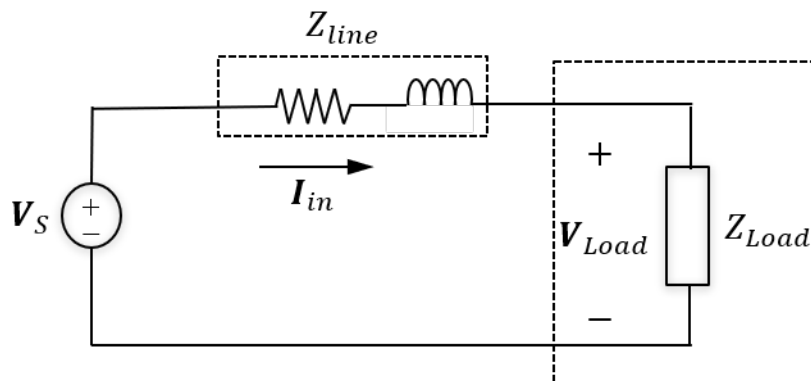 Z_line
I_in
+
V_S
+
−
V_Load
Z_Load
−